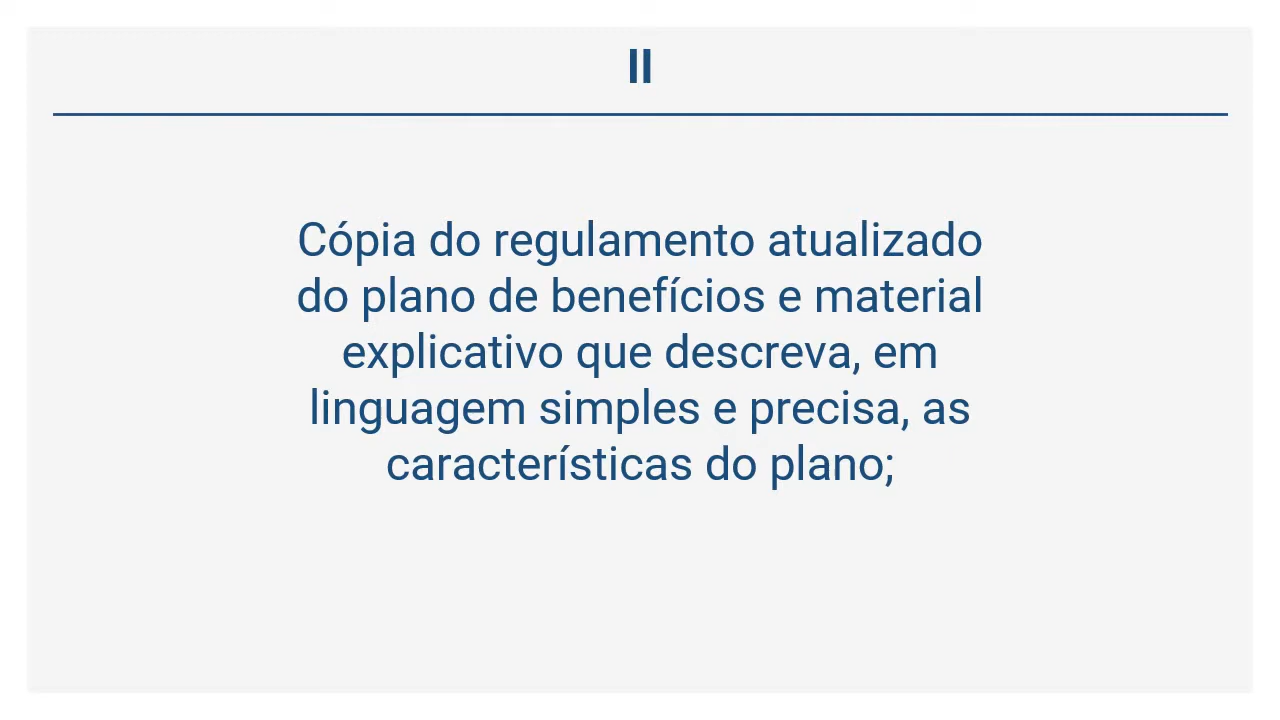 II
Cópia do regulamento atualizado
do plano de benefícios e material
explicativo que descreva, em
linguagem simples e precisa, as
características do plano;